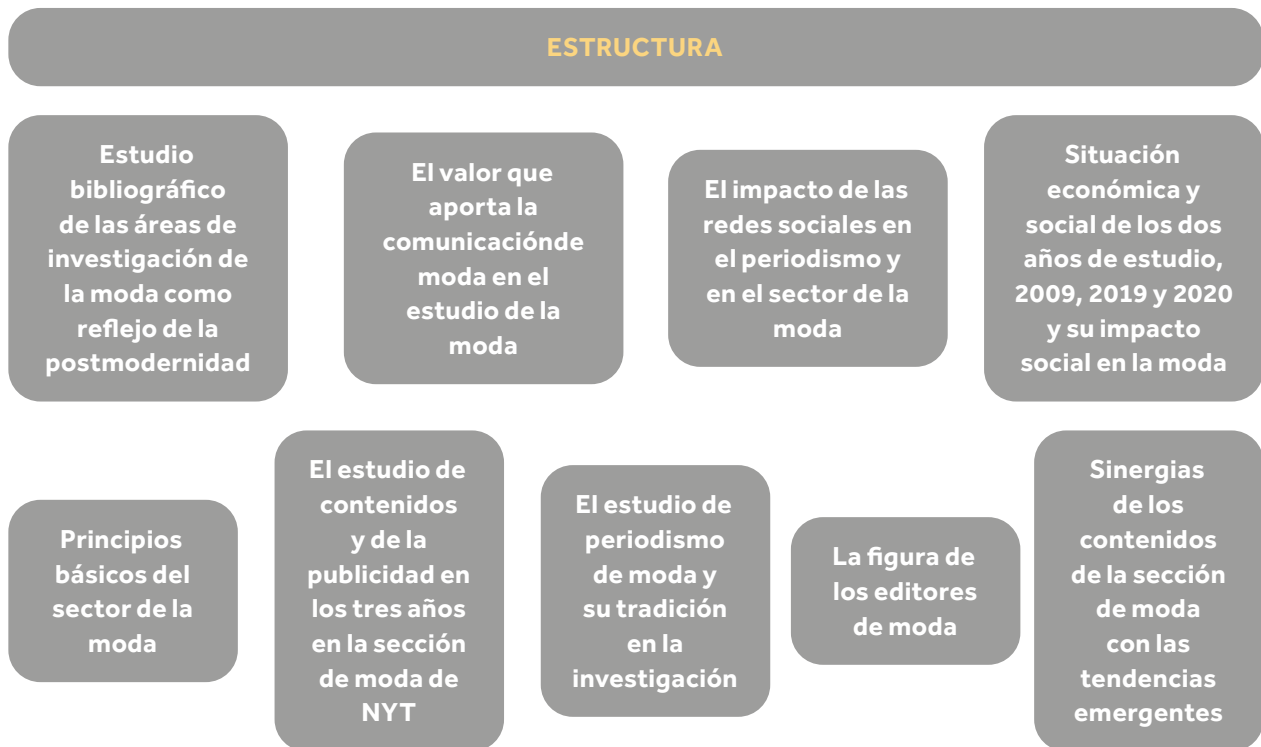 ESTRUCTURA
Estudio
bibliográfico
de las áreas de
investigación de
la moda como
reflejo de la
postmodernidad
El valor que
aporta la
comunicaciónde
moda en el
estudio de la
moda
El impacto de las
redes sociales en
el periodismo y
en el sector de la
moda
Situación
económica y
social de los dos
años de estudio,
2009, 2019 y 2020
y su impacto
social en la moda
Principios
básicos del
sector de la
moda
El estudio de
contenidos
y de la
publicidad en
los tres años
en la sección
de moda de
NYT
El estudio de
periodismo
de moda y
su tradición
en la
investigación
La figura de
los editores
de moda
Sinergias
de los
contenidos
de la sección
de moda
con las
tendencias
emergentes